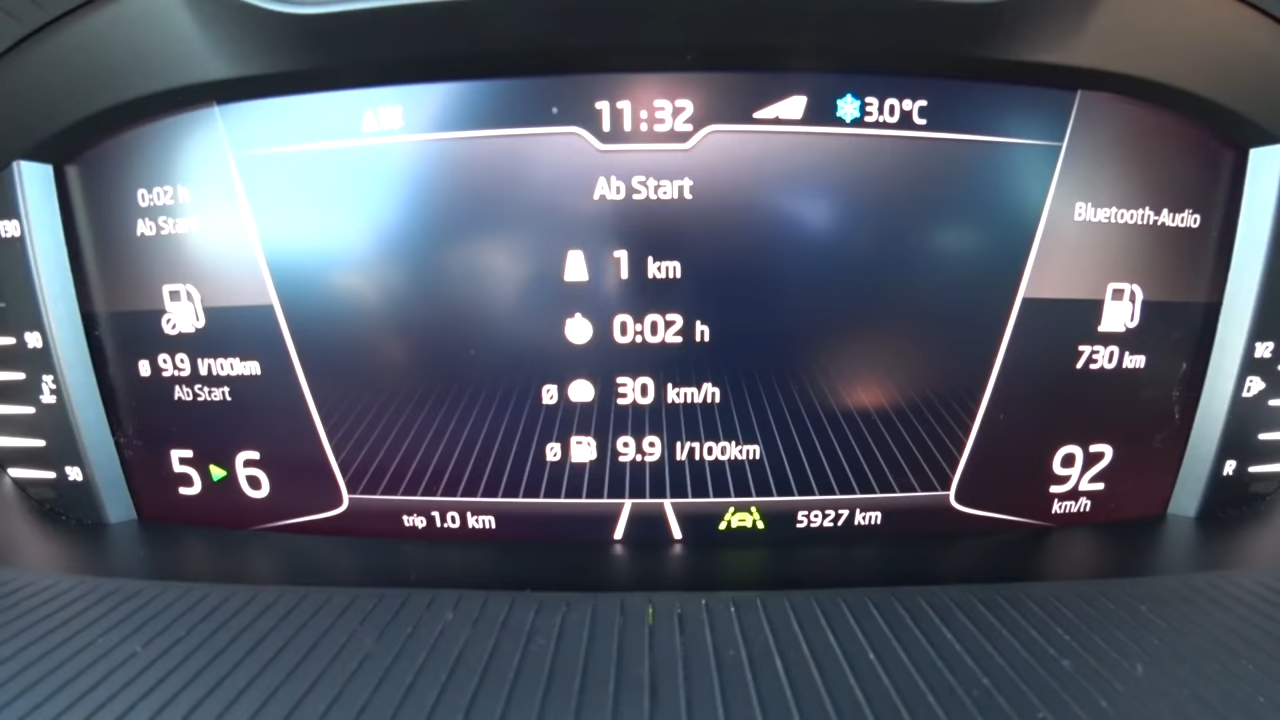 11:32
3.0°C
Ab Start
0:02 h
Ab Start
Bluetooth-Audio
130
1 km
90
0:02 h
1/2
ø 9.9 l/100km
Ab Start
730 km
ø 30 km/h
ø 9.9 l/100km
50
5 6
92
km/h
R
trip 1.0 km
5927 km